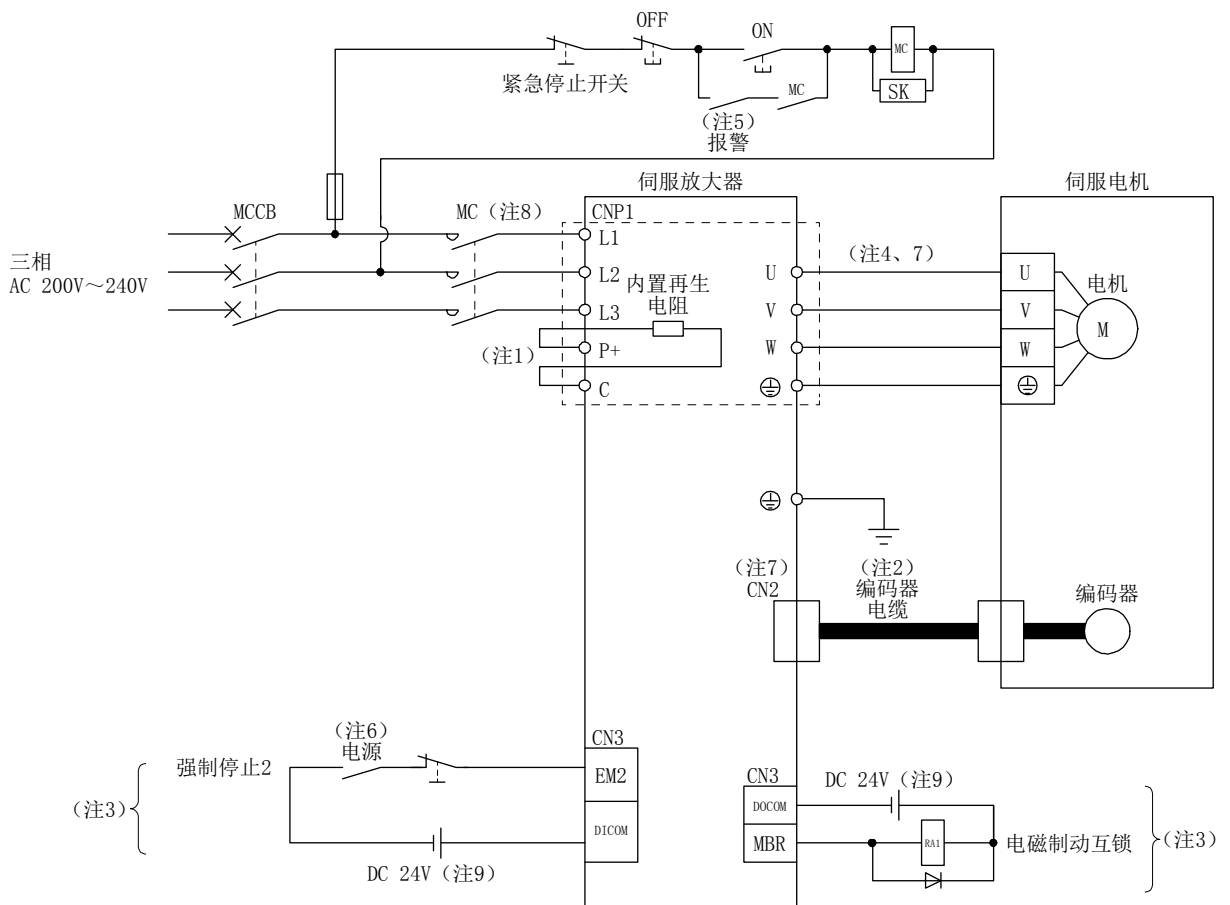 OFF
ON
MC
紧急停止开关
SK
MC
（注5）
报警
伺服放大器
伺服电机
MCCB
MC（注8）
CNP1
L1
三相
AC 200V～240V
L2
内置再生
电阻
U
（注4、7）
U
电机
L3
V
V
M
（注1）
P+
W
W
C
（注7）
CN2
（注2）
编码器
电缆
编码器
（注6）
电源
CN3
强制停止2
EM2
（注3）
DICOM
DC 24V（注9）
CN3
DC 24V（注9）
DOCOM
MBR
RA1
电磁制动互锁
（注3）